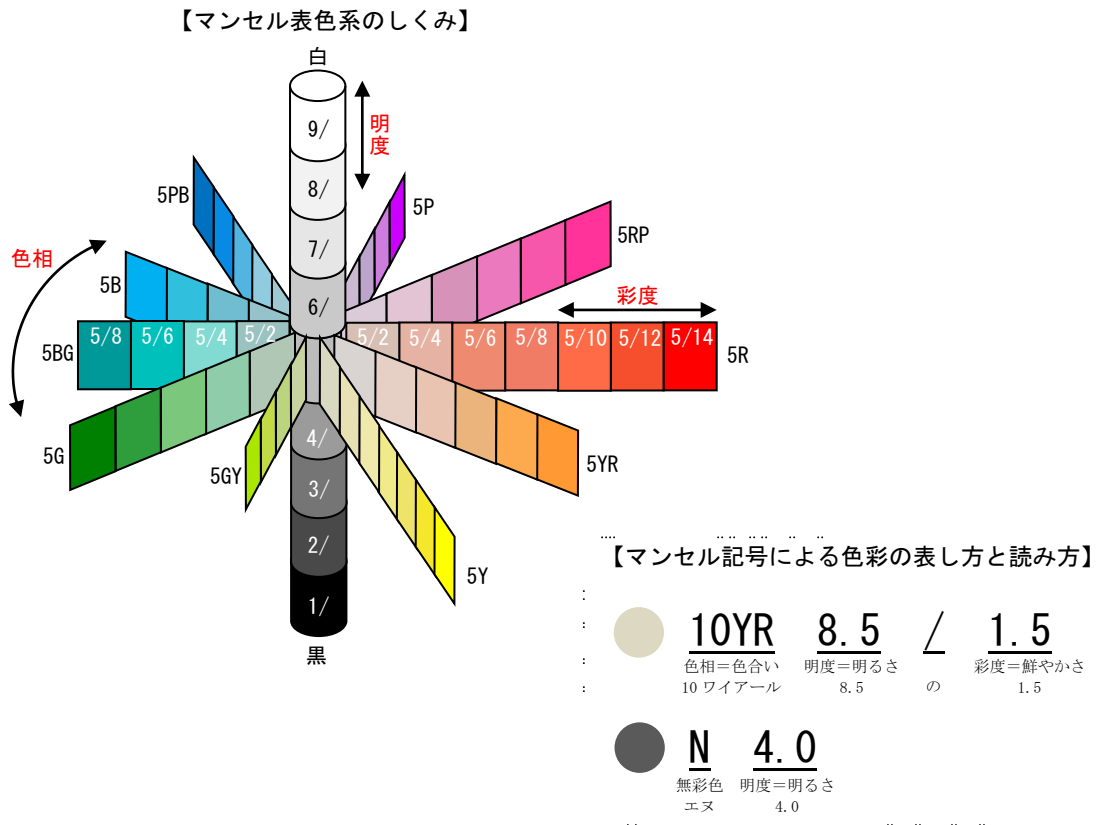 【マンセル表色系のしくみ】
白
9/
明度
8/
5PB
5P
7/
5RP
色相
5B
6/
彩度
5BG
5/8
5/6
5/4
5/2
5/2
5/4
5/6
5/8
5/10
5/12
5/14
5R
4/
5G
5GY
5YR
3/
2/
5Y
1/
黒
【マンセル記号による色彩の表し方と読み方】
10YR 8.5 / 1.5
色相=色合い 明度=明るさ 彩度=鮮やかさ
10 ワイアール 8.5 の 1.5
N 4.0
無彩色 明度=明るさ
エヌ 4.0